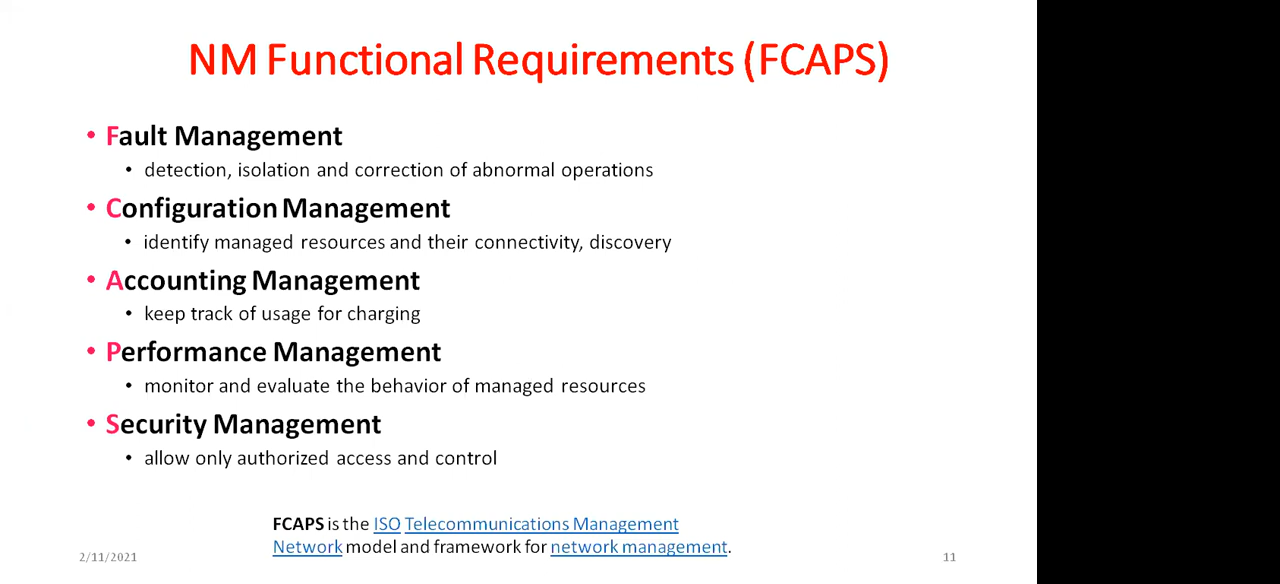 NM Functional Requirements (FCAPS)
• Fault Management
• detection, isolation and correction of abnormal operations
• Configuration Management
• identify managed resources and their connectivity, discovery
• Accounting Management
• keep track of usage for charging
• Performance Management
• monitor and evaluate the behavior of managed resources
• Security Management
• allow only authorized access and control
FCAPS is the ISO Telecommunications Management
Network model and framework for network management.
2/11/2021
11